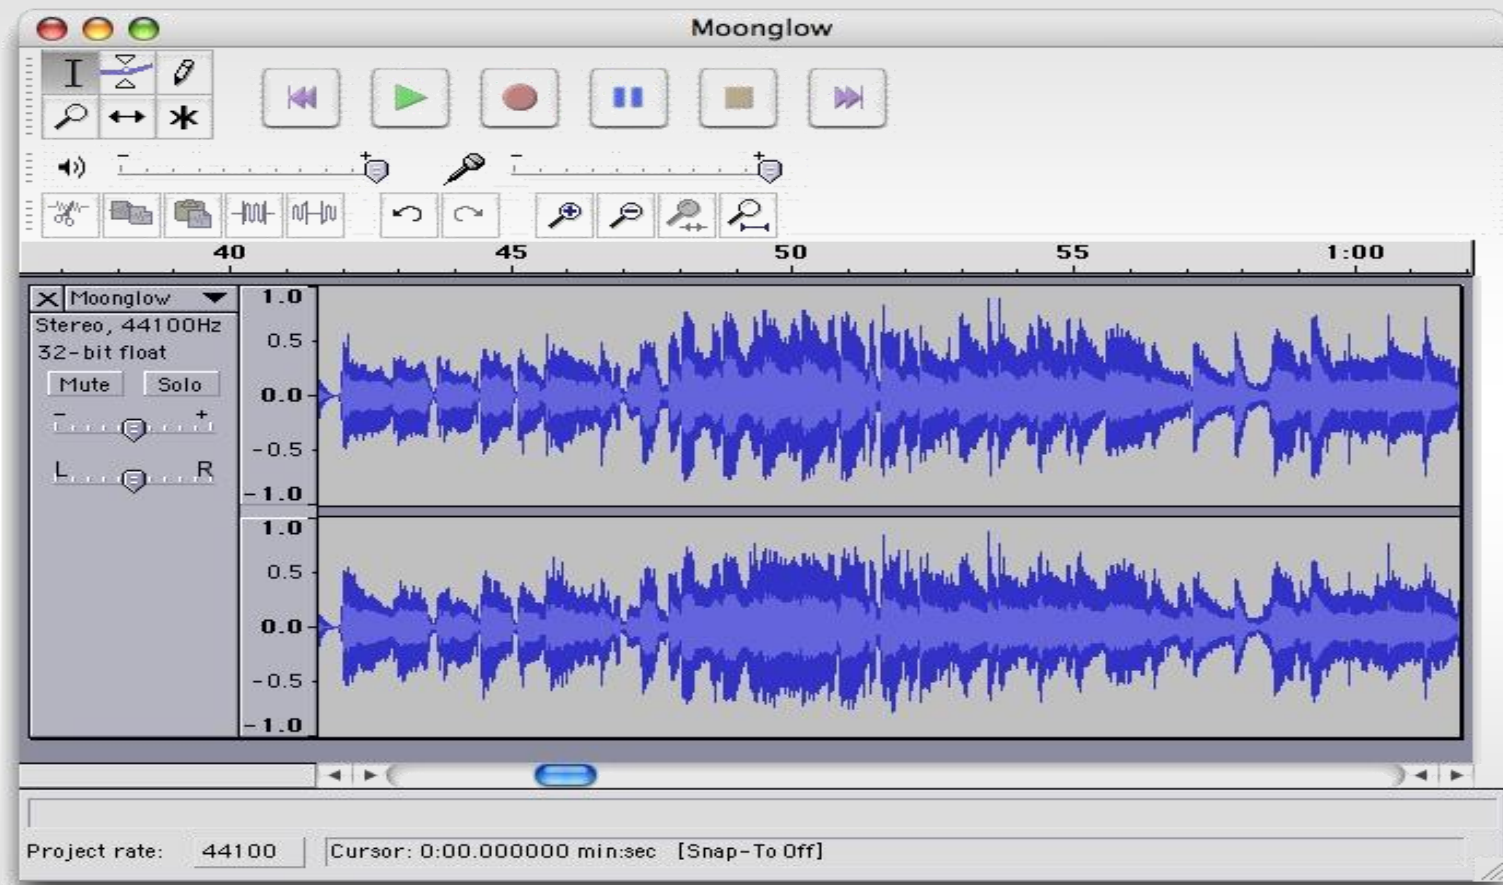 Moonglow
40 45 50 55 1:00
Moonglow
Stereo, 44100Hz
32-bit float
Mute Solo
- +
L R
1.0
0.5
0.0
-0.5
-1.0
1.0
0.5
0.0
-0.5
-1.0
Project rate: 44100 Cursor: 0:00.000000 min:sec [Snap-To Off]